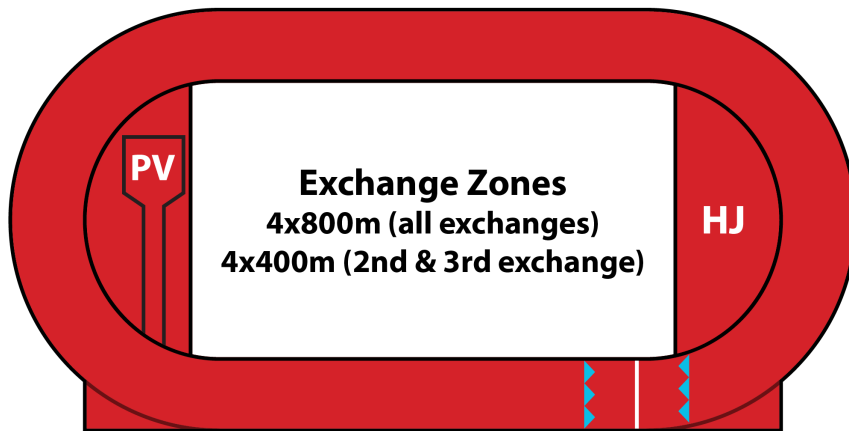 PV
Exchange Zones
4x800m (all exchanges)
4x400m (2nd & 3rd exchange)
HJ